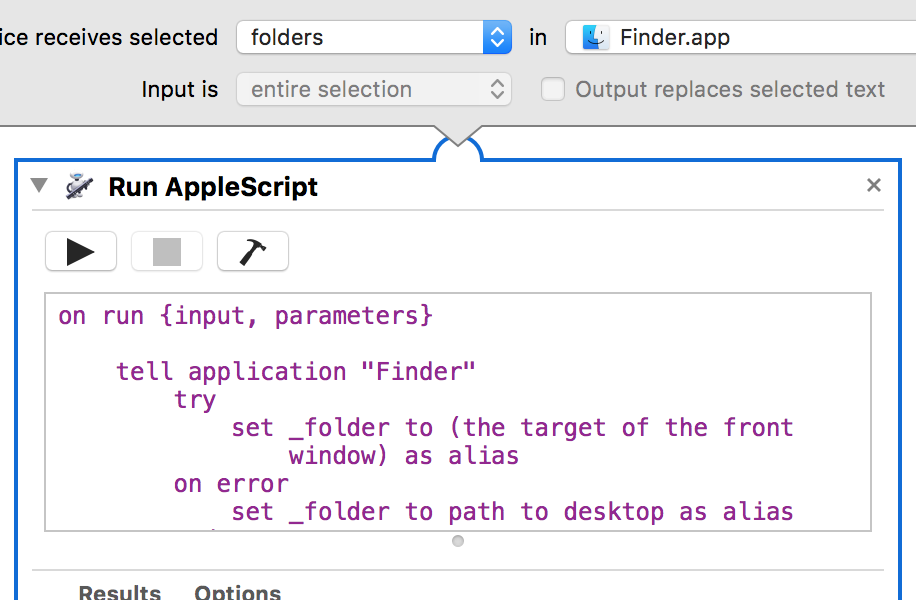 ice receives selected folders in Finder.app
Input is entire selection Output replaces selected text
Run AppleScript
on run {input, parameters}
tell application "Finder"
try
set _folder to (the target of the front
window) as alias
on error
set _folder to path to desktop as alias
Results Options